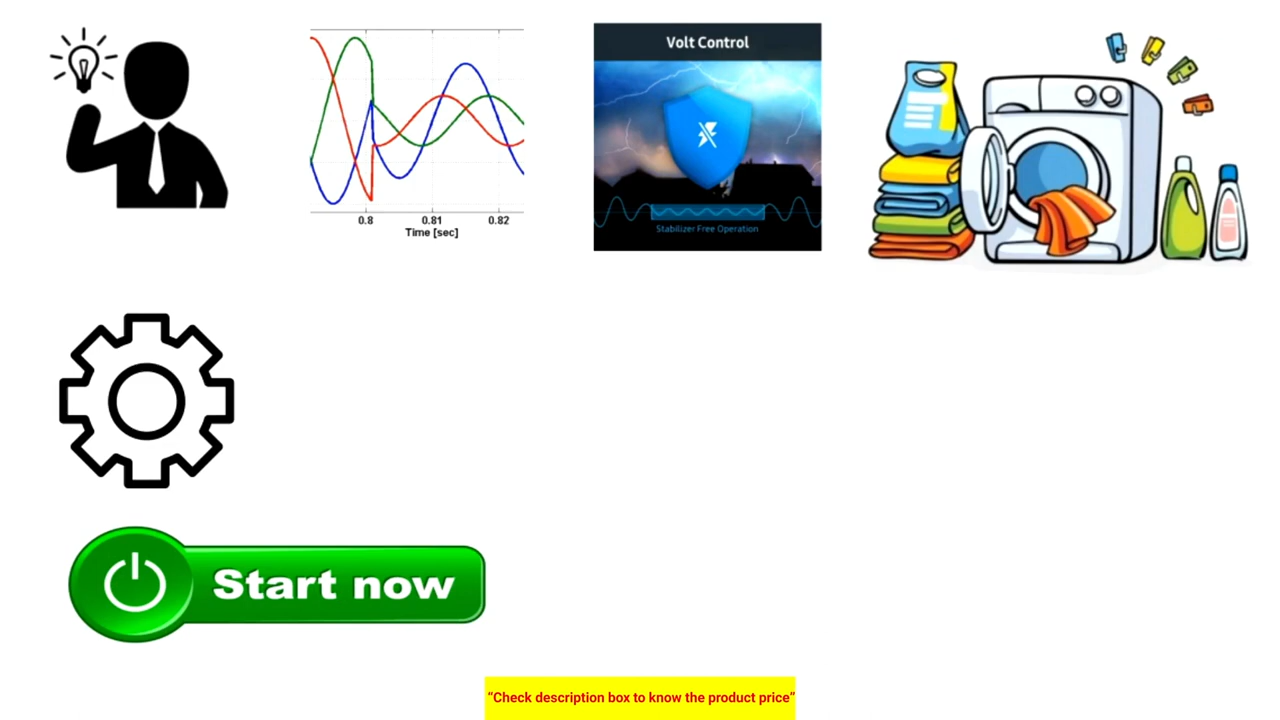 Volt Control
0.8 0.81 0.82
Time [sec]
Stabilizer Free Operation
Start now
“Check description box to know the product price”